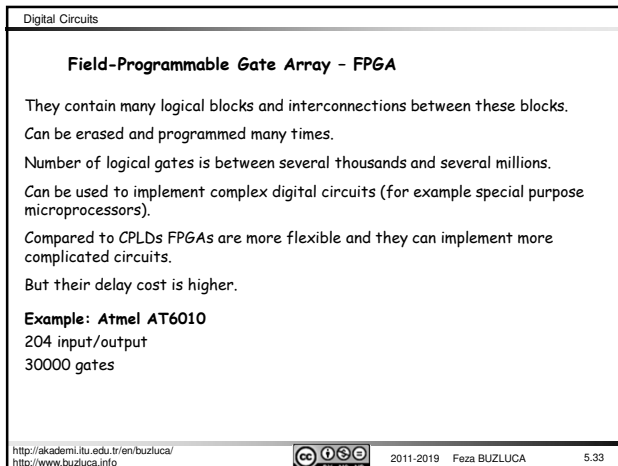 Digital Circuits
Field-Programmable Gate Array – FPGA
They contain many logical blocks and interconnections between these blocks.
Can be erased and programmed many times.
Number of logical gates is between several thousands and several millions.
Can be used to implement complex digital circuits (for example special purpose
microprocessors).
Compared to CPLDs FPGAs are more flexible and they can implement more
complicated circuits.
But their delay cost is higher.
Example: Atmel AT6010
204 input/output
30000 gates
http://akademi.itu.edu.tr/en/buzluca/
http://www.buzluca.info
cc
2011-2019 Feza BUZLUCA
5.33